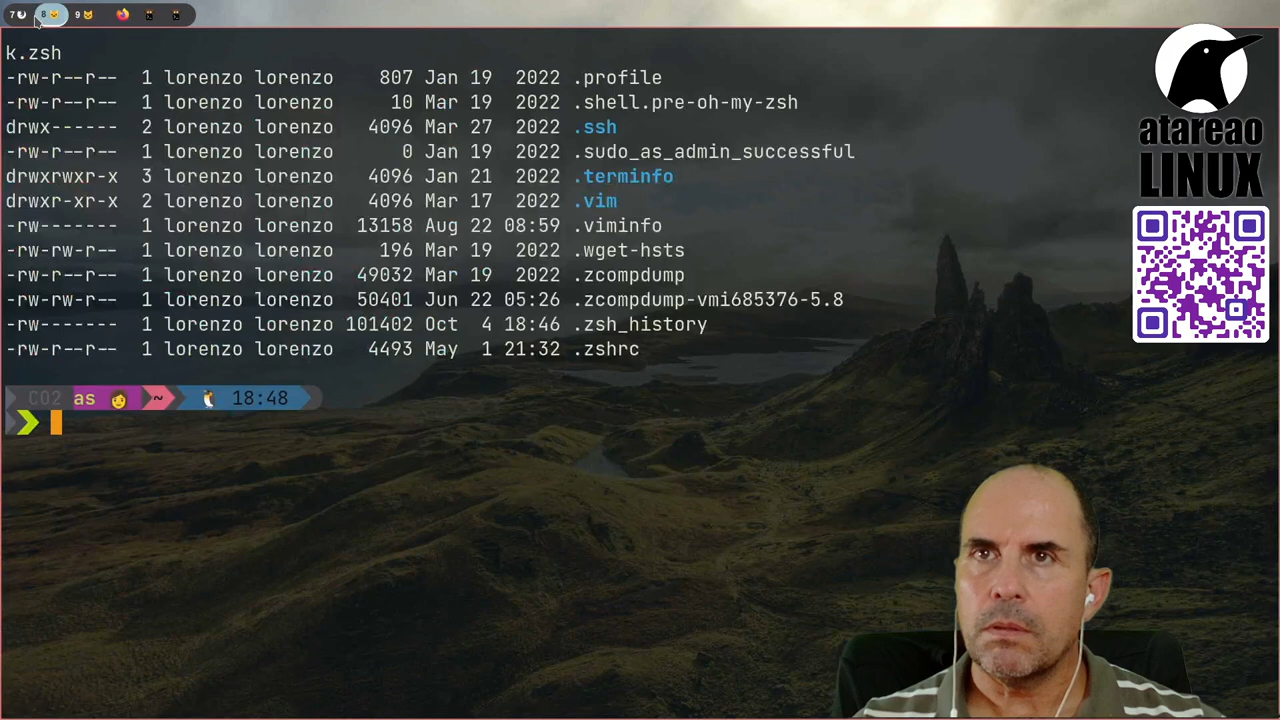 7 8 9
k.zsh
-rw-r--r-- 1 lorenzo lorenzo 807 Jan 19 2022 .profile
-rw-r--r-- 1 lorenzo lorenzo 10 Mar 19 2022 .shell.pre-oh-my-zsh
drwx------ 2 lorenzo lorenzo 4096 Mar 27 2022 .ssh
-rw-r--r-- 1 lorenzo lorenzo 0 Jan 19 2022 .sudo_as_admin_successful
drwxrwxr-x 3 lorenzo lorenzo 4096 Jan 21 2022 .terminfo
drwxr-xr-x 2 lorenzo lorenzo 4096 Mar 17 2022 .vim
-rw------- 1 lorenzo lorenzo 13158 Aug 22 08:59 .viminfo
-rw-rw-r-- 1 lorenzo lorenzo 196 Mar 19 2022 .wget-hsts
-rw-r--r-- 1 lorenzo lorenzo 49032 Mar 19 2022 .zcompdump
-rw-rw-r-- 1 lorenzo lorenzo 50401 Jun 22 05:26 .zcompdump-vmi685376-5.8
-rw------- 1 lorenzo lorenzo 101402 Oct 4 18:46 .zsh_history
-rw-r--r-- 1 lorenzo lorenzo 4493 May 1 21:32 .zshrc
CO2 as ~ 18:48
atareao
LINUX